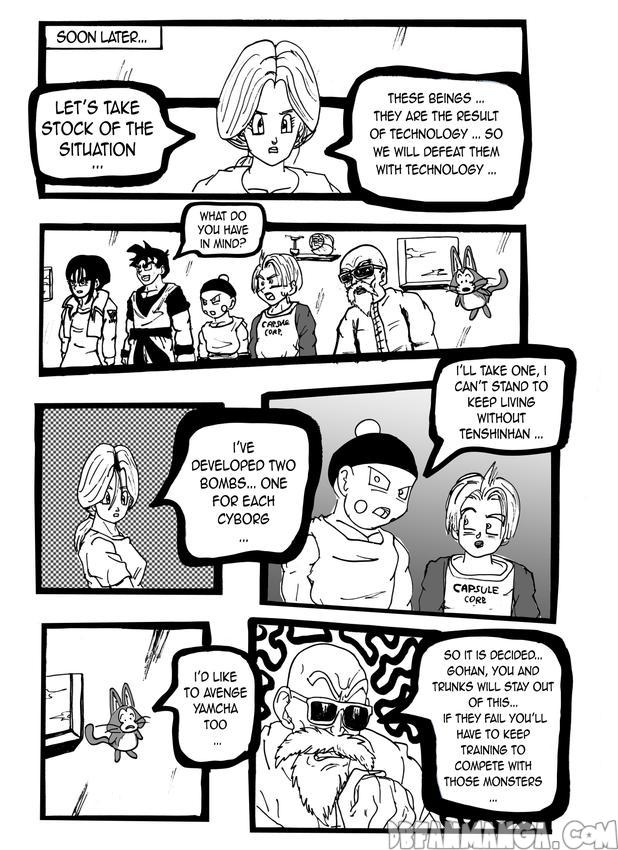 SOON LATER...
LET'S TAKE
STOCK OF THE
SITUATION
...
THESE BEINGS ...
THEY ARE THE RESULT
OF TECHNOLOGY ... SO
WE WILL DEFEAT THEM
WITH TECHNOLOGY ...
WHAT DO
YOU HAVE
IN MIND?
CAPSULE
CORP.
I'LL TAKE ONE, I
CAN'T STAND TO
KEEP LIVING
WITHOUT
TENSHINHAN ...
I'VE
DEVELOPED TWO
BOMBS... ONE
FOR EACH
CYBORG
...
CAPSULE
CORP
I'D LIKE
TO AVENGE
YAMCHA
TOO
...
SO IT IS DECIDED...
GOHAN, YOU AND
TRUNKS WILL STAY OUT
OF THIS...
IF THEY FAIL YOU'LL
HAVE TO KEEP
TRAINING TO
COMPETE WITH
THOSE MONSTERS
...
DBFANMANGA.COM